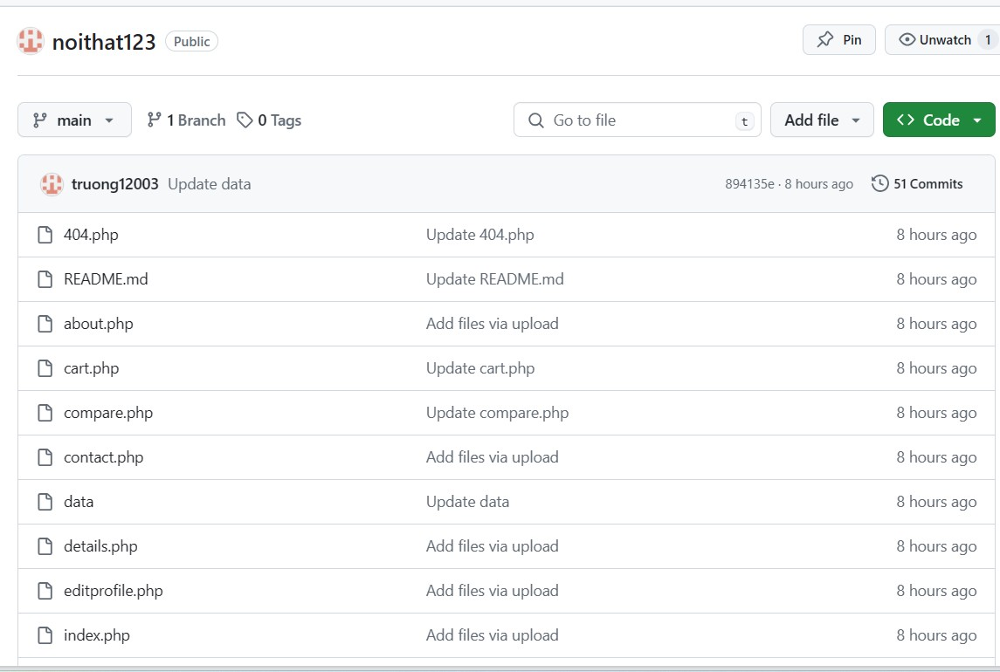 noithat123 Public Pin Unwatch 1
main 1 Branch 0 Tags Go to file t Add file Code
truong12003 Update data 894135e · 8 hours ago 51 Commits
404.php Update 404.php 8 hours ago
README.md Update README.md 8 hours ago
about.php Add files via upload 8 hours ago
cart.php Update cart.php 8 hours ago
compare.php Update compare.php 8 hours ago
contact.php Add files via upload 8 hours ago
data Update data 8 hours ago
details.php Add files via upload 8 hours ago
editprofile.php Add files via upload 8 hours ago
index.php Add files via upload 8 hours ago